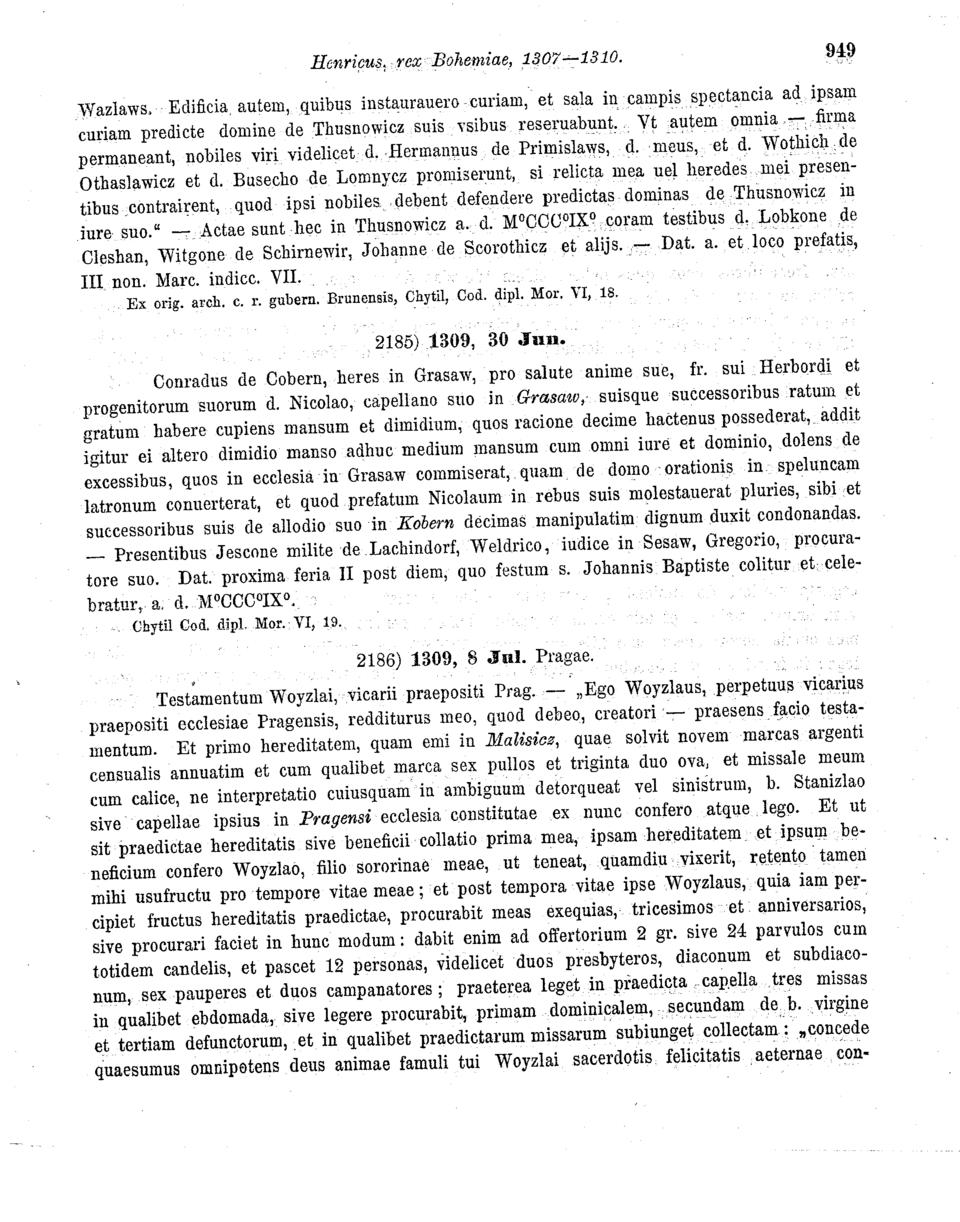 Henricus, rex Bohemiae, 1307—1310.
949
Wazlaws. Edificia autem, quibus instaurauero curiam, et sala in campis spectancia ad ipsam
curiam predicte domine de Thusnowicz suis vsibus reseruabunt. Vt autem omnia — firma
permaneant, nobiles viri videlicet d. Hermannus de Primislaws, d. meus, et d. Wothich de
Othaslawicz et d. Busecho de Lomnycz promiserunt, si relicta mea uel heredes mei presen-
tibus contrairent, quod ipsi nobiles debent defendere predictas dominas de Thusnowicz in
iure suo.“ — Actae sunt hec in Thusnowicz a. d. M⁰CCC⁰IX⁰ coram testibus d. Lobkone de
Cleshan, Witgone de Schirnewir, Johanne de Scorothicz et alijs. — Dat. a. et loco prefatis,
III non. Marc. indicc. VII.
Ex orig. arch. c. r. gubern. Brunensis, Chytil, Cod. dipl. Mor. VI, 18.
2185) 1309, 30 Jun.
Conradus de Cobern, heres in Grasaw, pro salute anime sue, fr. sui Herbordi et
progenitorum suorum d. Nicolao, capellano suo in Grasaw, suisque successoribus ratum et
gratum habere cupiens mansum et dimidium, quos racione decime hactenus possederat, addit
igitur ei altero dimidio manso adhuc medium mansum cum omni iure et dominio, dolens de
excessibus, quos in ecclesia in Grasaw commiserat, quam de domo orationis in speluncam
latronum conuerterat, et quod prefatum Nicolaum in rebus suis molestauerat pluries, sibi et
successoribus suis de allodio suo in Kobern decimas manipulatim dignum duxit condonandas.
— Presentibus Jescone milite de Lachindorf, Weldrico, iudice in Sesaw, Gregorio, procura-
tore suo. Dat. proxima feria II post diem, quo festum s. Johannis Baptiste colitur et cele-
bratur, a. d. M⁰CCC⁰IX⁰.
Chytil Cod. dipl. Mor. VI, 19.
2186) 1309, 8 Jul. Pragae.
Testamentum Woyzlai, vicarii praepositi Prag. — „Ego Woyzlaus, perpetuus vicarius
praepositi ecclesiae Pragensis, redditurus meo, quod debeo, creatori — praesens facio testa-
mentum. Et primo hereditatem, quam emi in Malisicz, quae solvit novem marcas argenti
censualis annuatim et cum qualibet marca sex pullos et triginta duo ova, et missale meum
cum calice, ne interpretatio cuiusquam in ambiguum detorqueat vel sinistrum, b. Stanizlao
sive capellae ipsius in Pragensi ecclesia constitutae ex nunc confero atque lego. Et ut
sit praedictae hereditatis sive beneficii collatio prima mea, ipsam hereditatem et ipsum be-
neficium confero Woyzlao, filio sororinae meae, ut teneat, quamdiu vixerit, retento tamen
mihi usufructu pro tempore vitae meae; et post tempora vitae ipse Woyzlaus, quia iam per-
cipiet fructus hereditatis praedictae, procurabit meas exequias, tricesimos et anniversarios,
sive procurari faciet in hunc modum: dabit enim ad offertorium 2 gr. sive 24 parvulos cum
totidem candelis, et pascet 12 personas, videlicet duos presbyteros, diaconum et subdiaco-
num, sex pauperes et duos campanatores; praeterea leget in praedicta capella tres missas
in qualibet ebdomada, sive legere procurabit, primam dominicalem, secundam de b. virgine
et tertiam defunctorum, et in qualibet praedictarum missarum subiunget collectam: „concede
quaesumus omnipotens deus animae famuli tui Woyzlai sacerdotis felicitatis aeternae con-